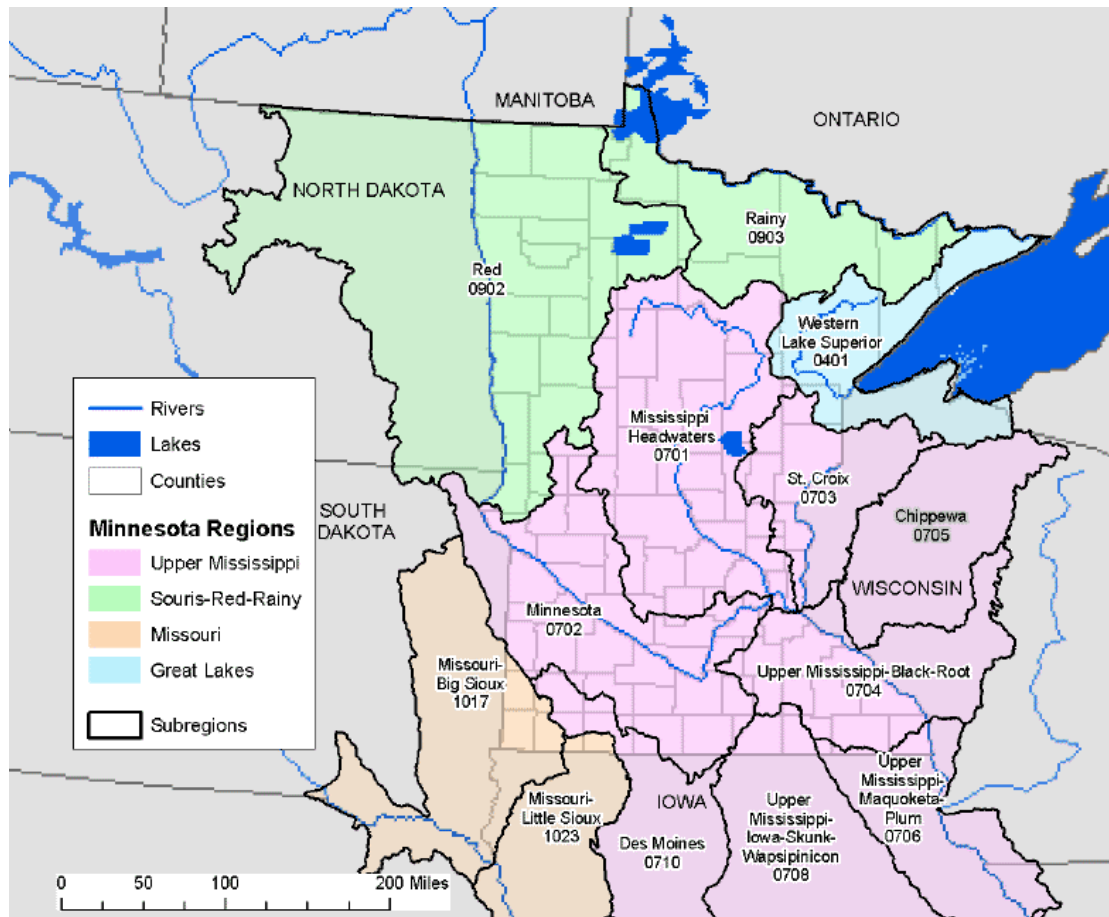 MANITOBA
ONTARIO
NORTH DAKOTA
Rainy
0903
Red
0902
Western
Lake Superior
0401
Mississippi
Headwaters
0701
St. Croix
0703
Chippewa
0705
WISCONSIN
SOUTH
DAKOTA
Minnesota
0702
Upper Mississippi-Black-Root
0704
Missouri-
Big Sioux
1017
Missouri-
Little Sioux
1023
IOWA
Des Moines
0710
Upper
Mississippi-
Iowa-Skunk-
Wapsipinicon
0708
Upper
Mississippi-
Maquoketa-
Plum
0706
Rivers
Lakes
Counties
Minnesota Regions
Upper Mississippi
Souris-Red-Rainy
Missouri
Great Lakes
Subregions
0 50 100 200 Miles